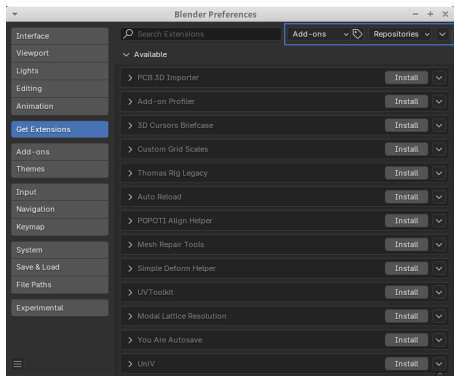 Blender Preferences
Interface
Viewport
Lights
Editing
Animation
Get Extensions
Add-ons
Themes
Input
Navigation
Keymap
System
Save & Load
File Paths
Experimental
Search Extensions
Add-ons
Repositories
Available
PCB 3D Importer Install
Add-on Profiler Install
3D Cursors Briefcase Install
Custom Grid Scales Install
Thomas Rig Legacy Install
Auto Reload Install
POPOTI Align Helper Install
Mesh Repair Tools Install
Simple Deform Helper Install
UVToolkit Install
Modal Lattice Resolution Install
You Are Autosave Install
UniV Install